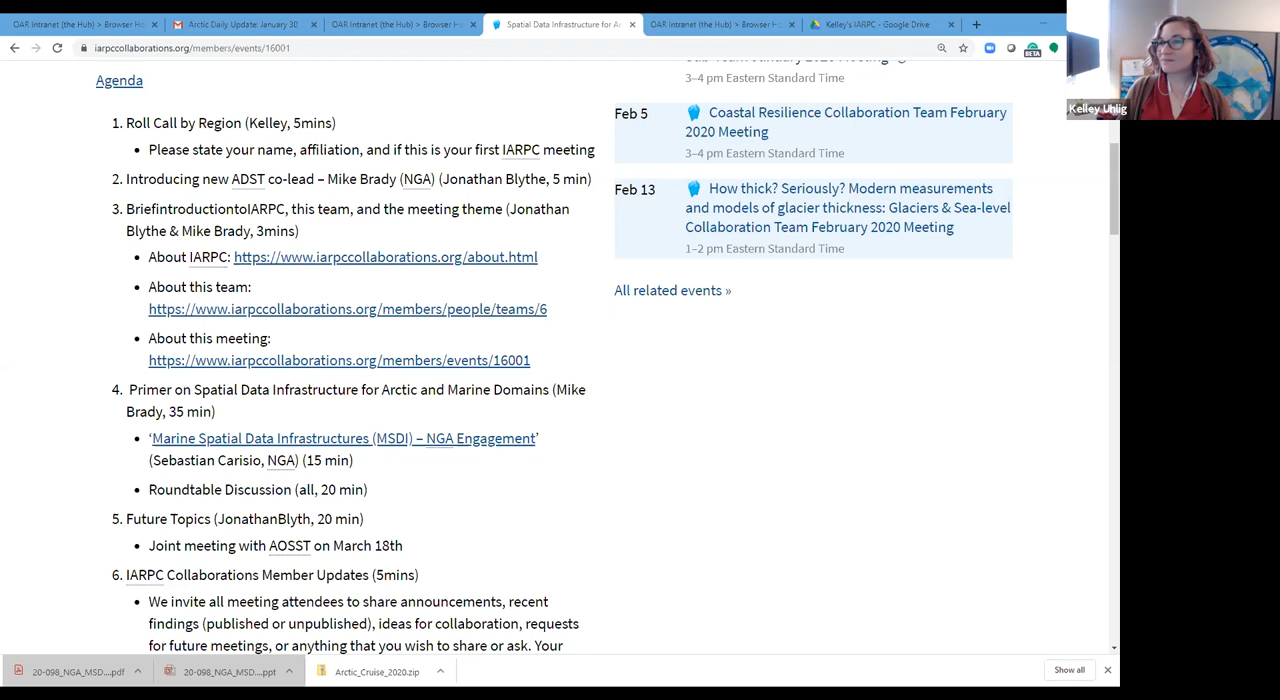 OAR Intranet (the Hub) > Browser Ho
Arctic Daily Update: January 30
OAR Intranet (the Hub) > Browser H
Spatial Data Infrastructure for Ar
OAR Intranet (the Hub) > Browser H
Kelley's IARPC - Google Drive
iarpccollaborations.org/members/events/16001
BETA
Kelley Uhlig
Agenda
1. Roll Call by Region (Kelley, 5mins)
• Please state your name, affiliation, and if this is your first IARPC meeting
2. Introducing new ADST co-lead – Mike Brady (NGA) (Jonathan Blythe, 5 min)
3. BriefintroductiontoIARPC, this team, and the meeting theme (Jonathan
Blythe & Mike Brady, 3mins)
• About IARPC: https://www.iarpccollaborations.org/about.html
• About this team:
https://www.iarpccollaborations.org/members/people/teams/6
• About this meeting:
https://www.iarpccollaborations.org/members/events/16001
4. Primer on Spatial Data Infrastructure for Arctic and Marine Domains (Mike
Brady, 35 min)
• ‘Marine Spatial Data Infrastructures (MSDI) – NGA Engagement’
(Sebastian Carisio, NGA) (15 min)
• Roundtable Discussion (all, 20 min)
5. Future Topics (JonathanBlyth, 20 min)
• Joint meeting with AOSST on March 18th
6. IARPC Collaborations Member Updates (5mins)
• We invite all meeting attendees to share announcements, recent
findings (published or unpublished), ideas for collaboration, requests
for future meetings, or anything that you wish to share or ask. Your
Sub-Team January 2020 Meeting
3–4 pm Eastern Standard Time
Feb 5
Coastal Resilience Collaboration Team February
2020 Meeting
3–4 pm Eastern Standard Time
Feb 13
How thick? Seriously? Modern measurements
and models of glacier thickness: Glaciers & Sea-level
Collaboration Team February 2020 Meeting
1–2 pm Eastern Standard Time
All related events »
20-098_NGA_MSD....pdf
20-098_NGA_MSD....ppt
Arctic_Cruise_2020.zip
Show all